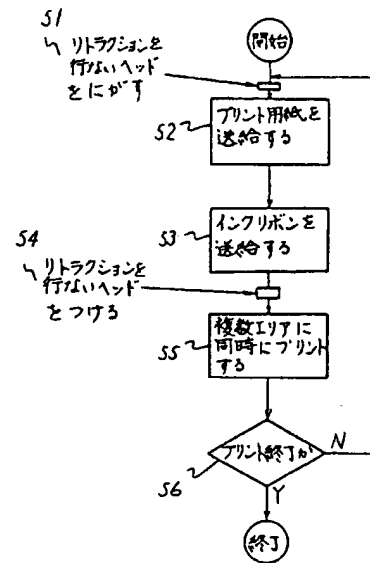 S1
リトラクションを
行ないヘッド
をにがす
開始
S2
プリント用紙を
送給する
S3
インクリボンを
送給する
S4
リトラクションを
行ないヘッド
をつける
S5
複数エリアに
同時にプリント
する
S6
プリント終了か
N
Y
終了